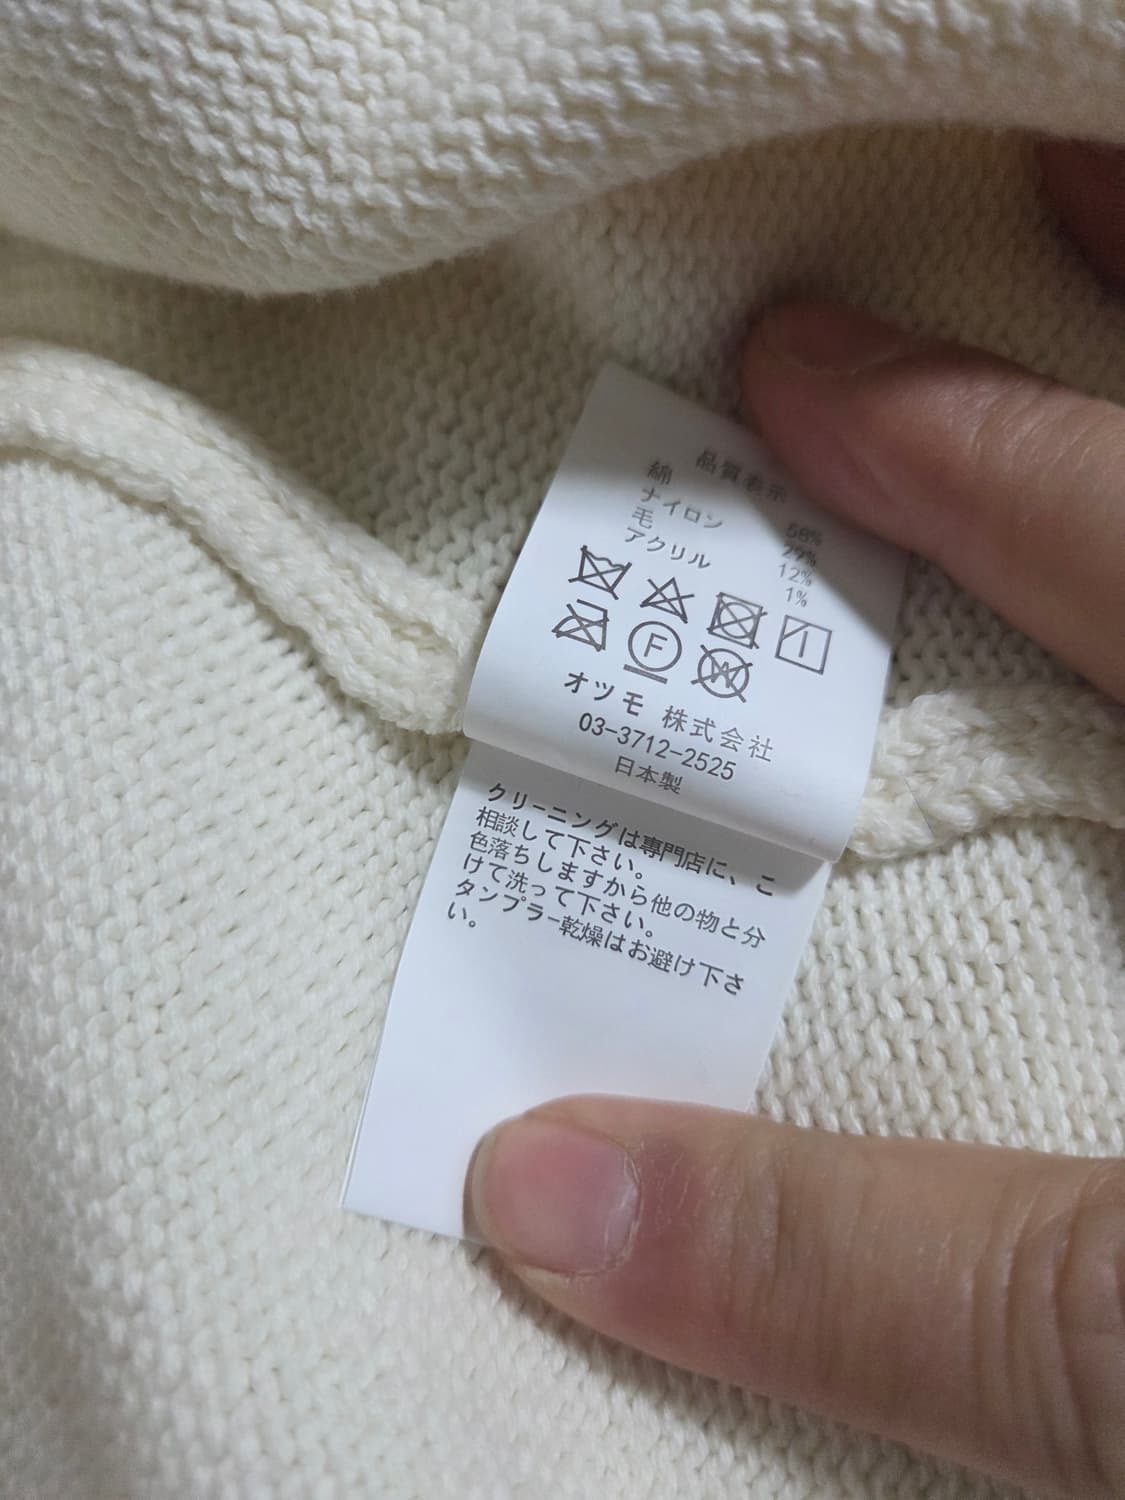 品質表示
綿 58%
ナイロン 29%
毛 12%
アクリル 1%
F
W
オツモ 株式会社
03-3712-2525
日本製
クリーニングは専門店に、こ
相談して下さい。
色落ちしますから他の物と分
けて洗って下さい。
タンプラー乾燥はお避け下さ
い。